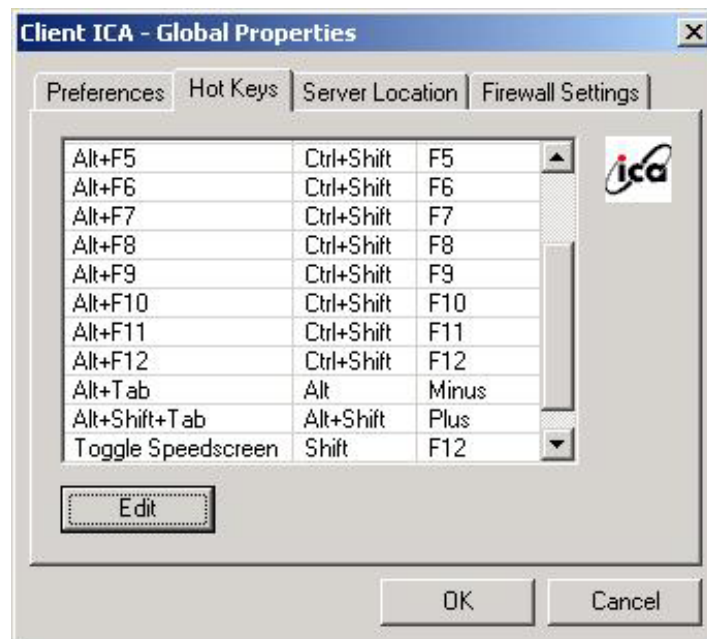 Client ICA - Global Properties
Preferences Hot Keys Server Location Firewall Settings
Alt+F5 Ctrl+Shift F5
ica
Alt+F6 Ctrl+Shift F6
Alt+F7 Ctrl+Shift F7
Alt+F8 Ctrl+Shift F8
Alt+F9 Ctrl+Shift F9
Alt+F10 Ctrl+Shift F10
Alt+F11 Ctrl+Shift F11
Alt+F12 Ctrl+Shift F12
Alt+Tab Alt Minus
Alt+Shift+Tab Alt+Shift Plus
Toggle Speedscreen Shift F12
Edit
OK Cancel